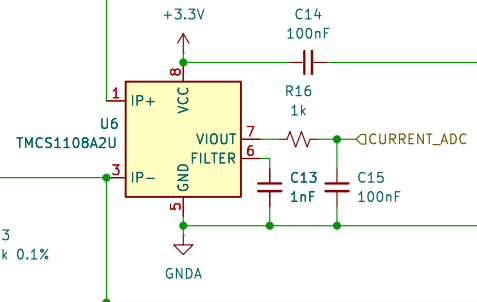 +3.3V
C14
100nF
8
VCC
R16
1k
1
IP+
U6
TMCS1108A2U
VIOUT
7
CURRENT_ADC
FILTER
6
3
IP-
GND
5
C13
1nF
C15
100nF
3
k 0.1%
GNDA